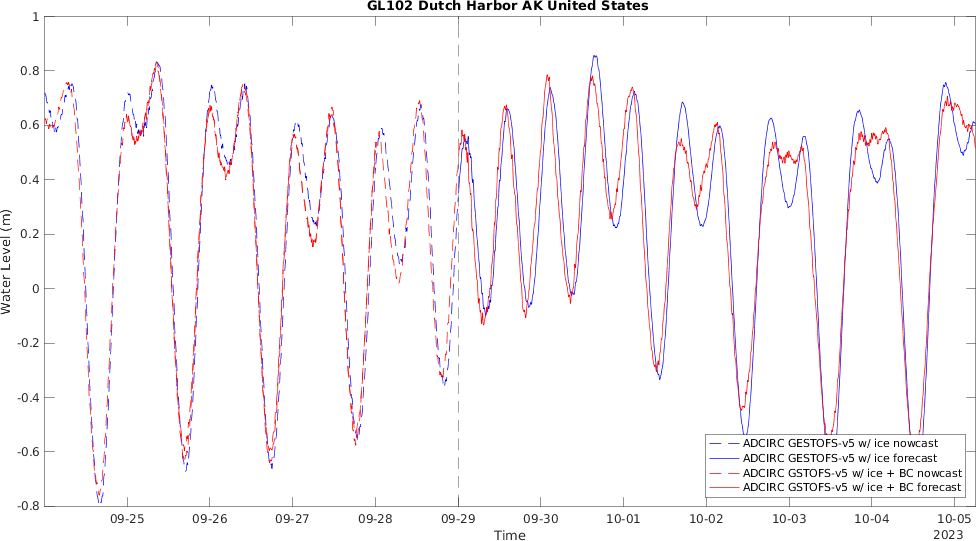 GL102 Dutch Harbor AK United States
1
0.8
0.6
0.4
0.2
0
-0.2
-0.4
-0.6
-0.8
Water Level (m)
ADCIRC GESTOFS-v5 w/ ice nowcast
ADCIRC GESTOFS-v5 w/ ice forecast
ADCIRC GSTOFS-v5 w/ ice + BC nowcast
ADCIRC GSTOFS-v5 w/ ice + BC forecast
09-25 09-26 09-27 09-28 09-29 09-30 10-01 10-02 10-03 10-04 10-05
Time
2023